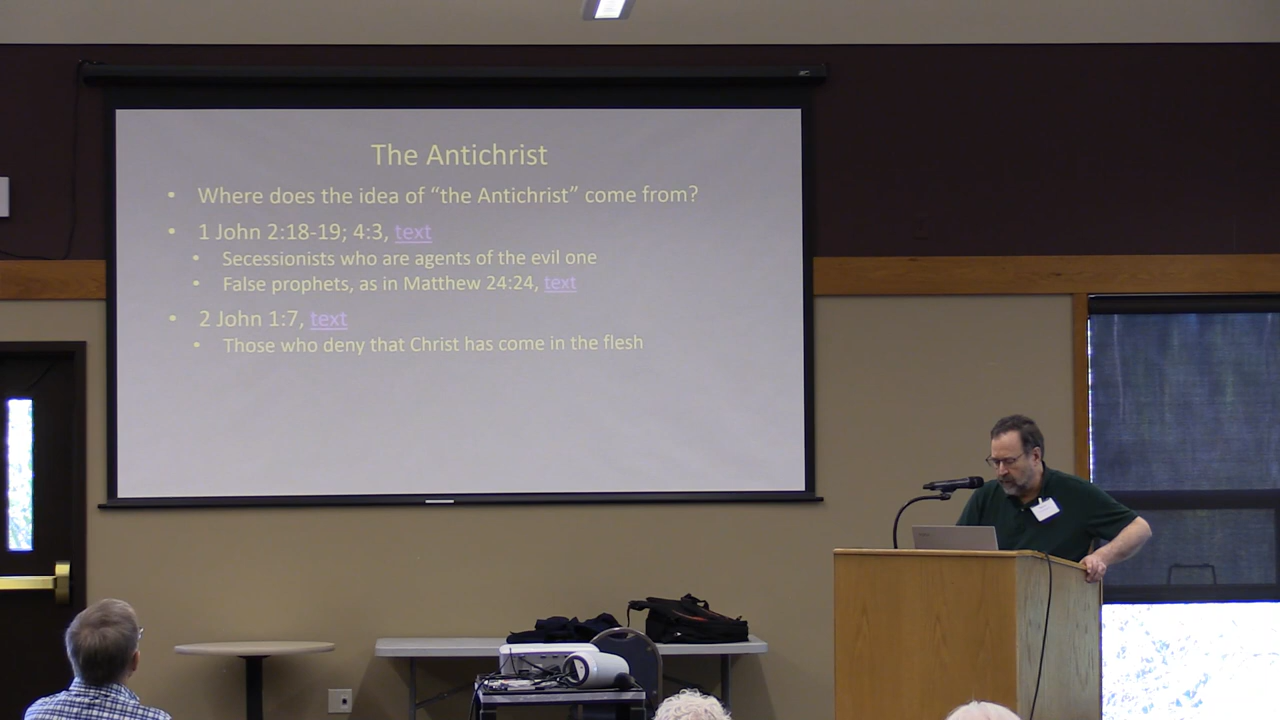 The Antichrist
• Where does the idea of “the Antichrist” come from?
• 1 John 2:18-19; 4:3, text
• Secessionists who are agents of the evil one
• False prophets, as in Matthew 24:24, text
• 2 John 1:7, text
• Those who deny that Christ has come in the flesh